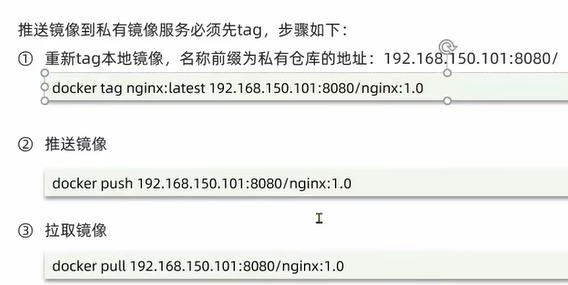 推送镜像到私有镜像服务必须先tag，步骤如下：
① 重新tag本地镜像，名称前缀为私有仓库的地址：192.168.150.101:8080/
docker tag nginx:latest 192.168.150.101:8080/nginx:1.0
② 推送镜像
docker push 192.168.150.101:8080/nginx:1.0
③ 拉取镜像
docker pull 192.168.150.101:8080/nginx:1.0